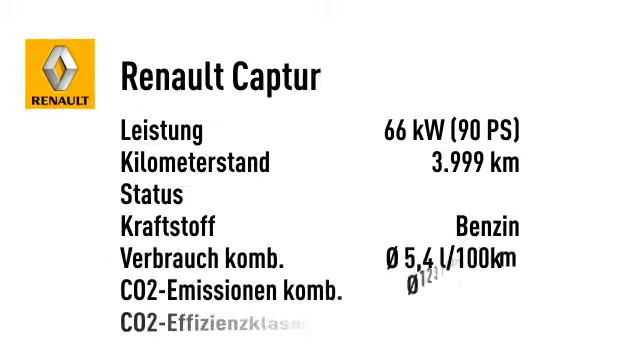 RENAULT
Renault Captur
Leistung 66 kW (90 PS)
Kilometerstand 3.999 km
Status
Kraftstoff Benzin
Verbrauch komb. Ø 5,4 l/100km
CO2-Emissionen komb. Ø
CO2-Effizienzklasse